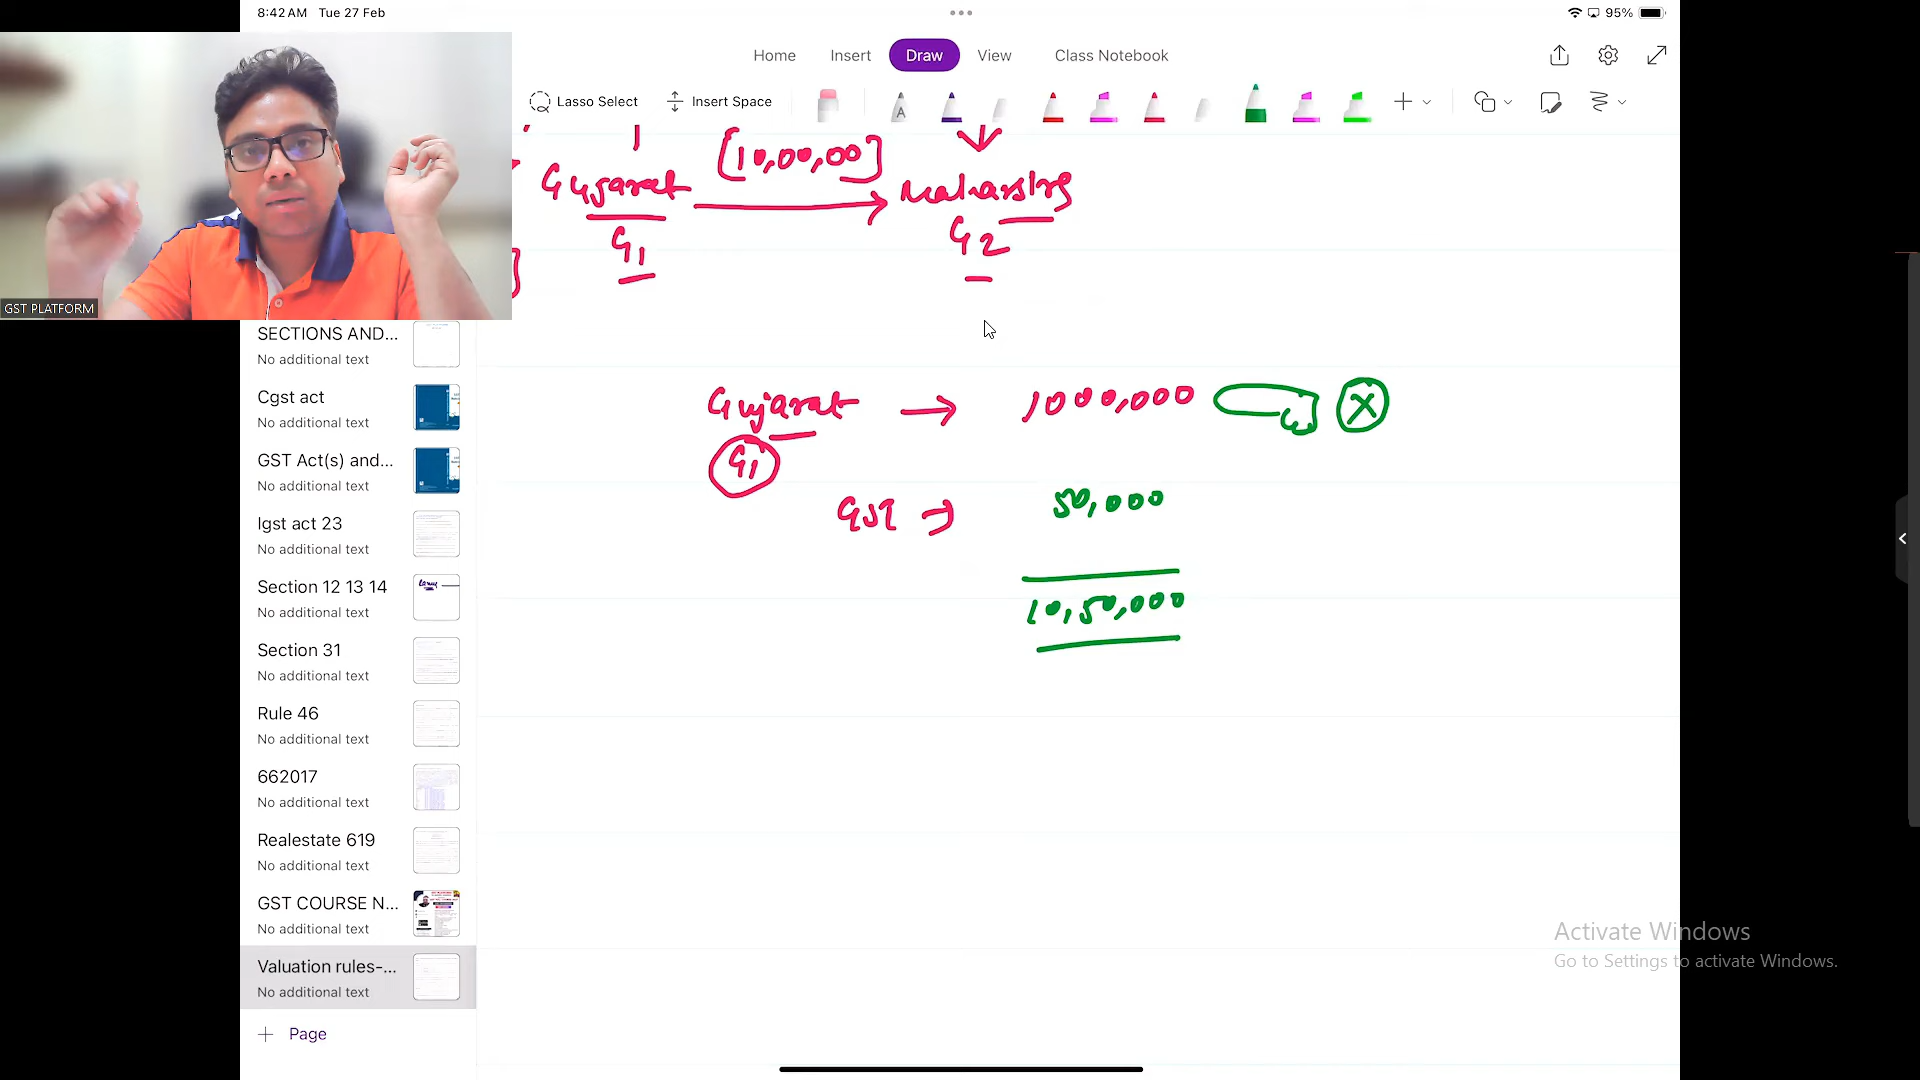 8:42 AM Tue 27 Feb
95%
Home Insert Draw View Class Notebook
Lasso Select Insert Space
A
[10,00,00]
Gujarat
G1
G2
GST PLATFORM
SECTIONS AND...
No additional text
Cgst act
No additional text
GST Act(s) and...
No additional text
Igst act 23
No additional text
Section 12 13 14
No additional text
Section 31
No additional text
Rule 46
No additional text
662017
No additional text
Realestate 619
No additional text
GST COURSE N...
No additional text
Valuation rules-...
No additional text
+ Page
Gujarat → 1000,000 X
G1
GST → 50,000
10,50,000
Activate Windows
Go to Settings to activate Windows.